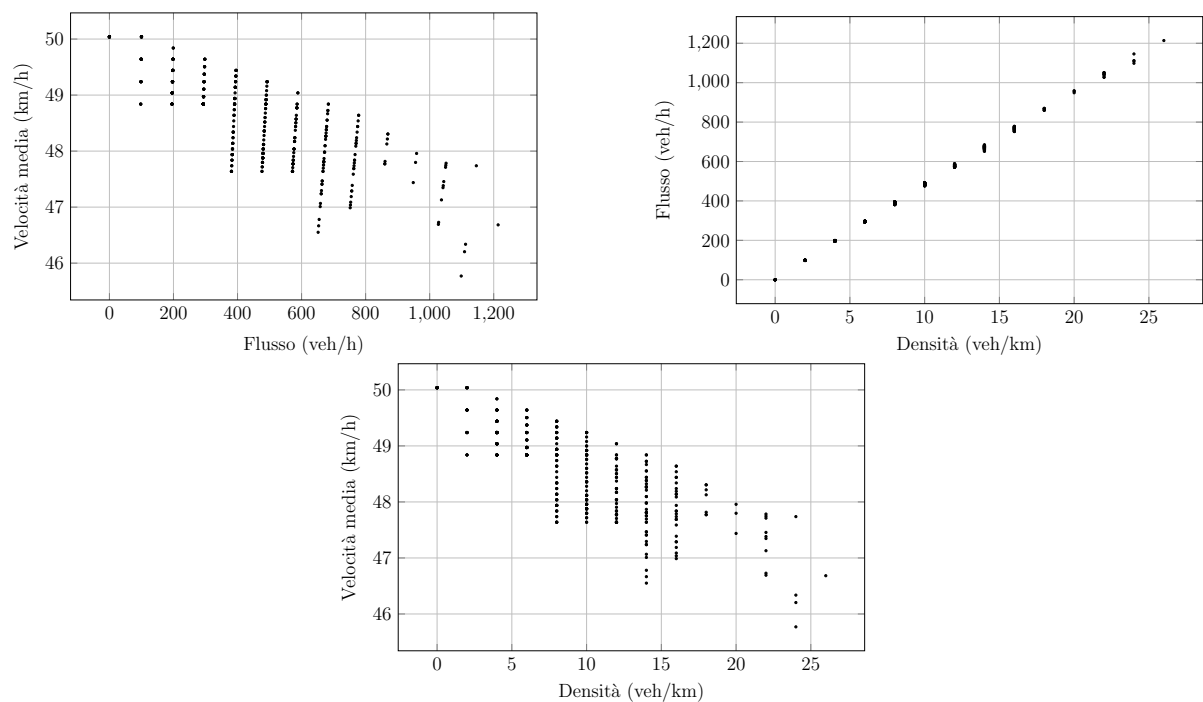 50
49
48
47
46
Velocità media (km/h)
0 200 400 600 800 1,000 1,200
Flusso (veh/h)
1,200
1,000
800
600
400
200
0
Flusso (veh/h)
0 5 10 15 20 25
Densità (veh/km)
50
49
48
47
46
Velocità media (km/h)
0 5 10 15 20 25
Densità (veh/km)